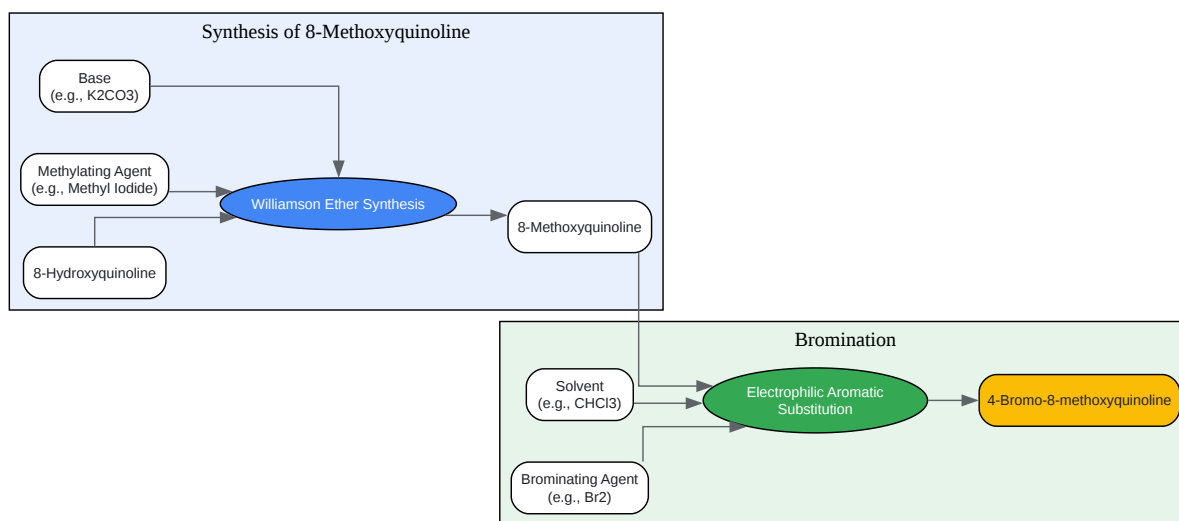 Synthesis of 8-Methoxyquinoline
Base
(e.g., K2CO3)
Methylating Agent
(e.g., Methyl Iodide)
Williamson Ether Synthesis
8-Methoxyquinoline
8-Hydroxyquinoline
Bromination
Solvent
(e.g., CHCl3)
Electrophilic Aromatic
Substitution
4-Bromo-8-methoxyquinoline
Brominating Agent
(e.g., Br2)